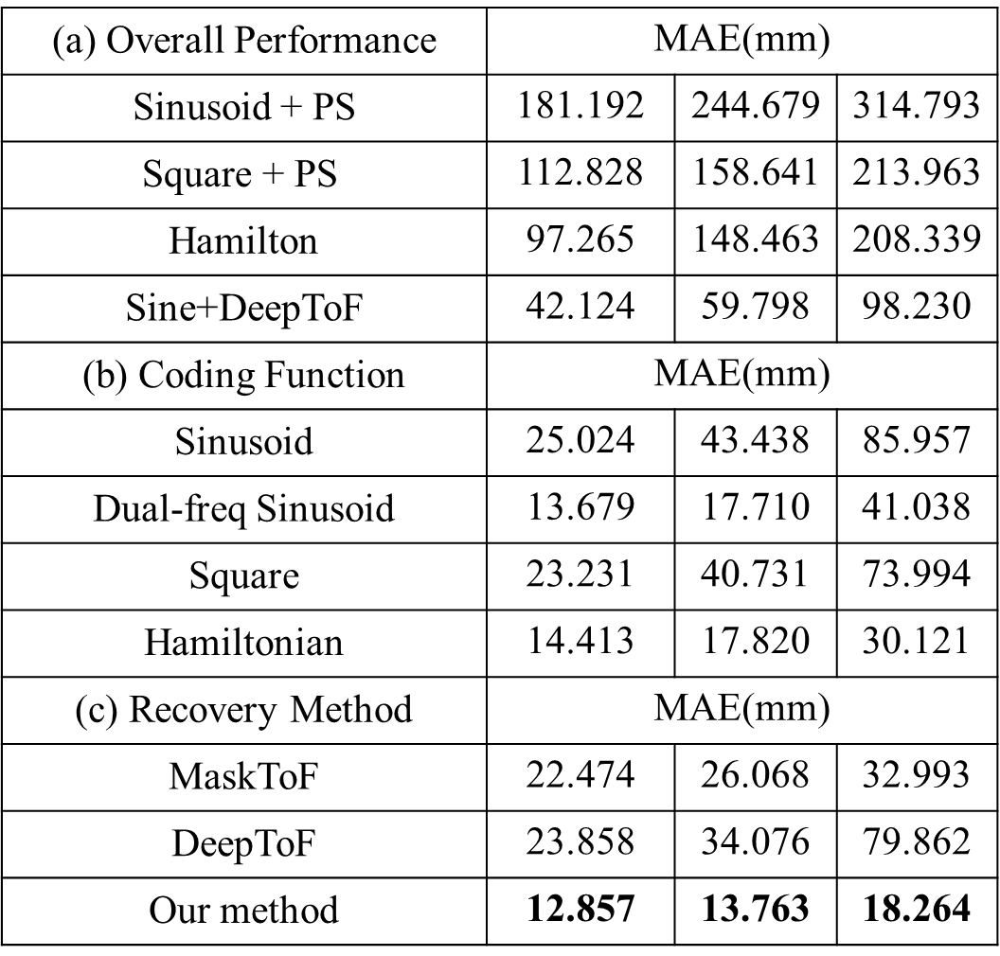 (a) Overall Performance MAE(mm)
Sinusoid + PS 181.192 244.679 314.793
Square + PS 112.828 158.641 213.963
Hamilton 97.265 148.463 208.339
Sine+DeepToF 42.124 59.798 98.230
(b) Coding Function MAE(mm)
Sinusoid 25.024 43.438 85.957
Dual-freq Sinusoid 13.679 17.710 41.038
Square 23.231 40.731 73.994
Hamiltonian 14.413 17.820 30.121
(c) Recovery Method MAE(mm)
MaskToF 22.474 26.068 32.993
DeepToF 23.858 34.076 79.862
Our method 12.857 13.763 18.264